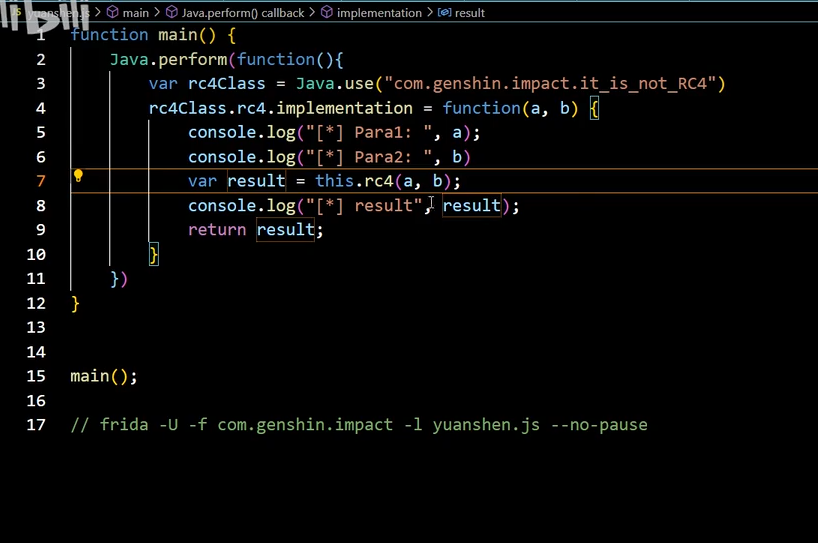 yuanshen.js > main > Java.perform() callback > implementation > result
1 function main() {
2 Java.perform(function(){
3 var rc4Class = Java.use("com.genshin.impact.it_is_not_RC4")
4 rc4Class.rc4.implementation = function(a, b) {
5 console.log("[*] Para1: ", a);
6 console.log("[*] Para2: ", b)
7 var result = this.rc4(a, b);
8 console.log("[*] result", result);
9 return result;
10 }
11 })
12 }
13
14
15 main();
16
17 // frida -U -f com.genshin.impact -l yuanshen.js --no-pause